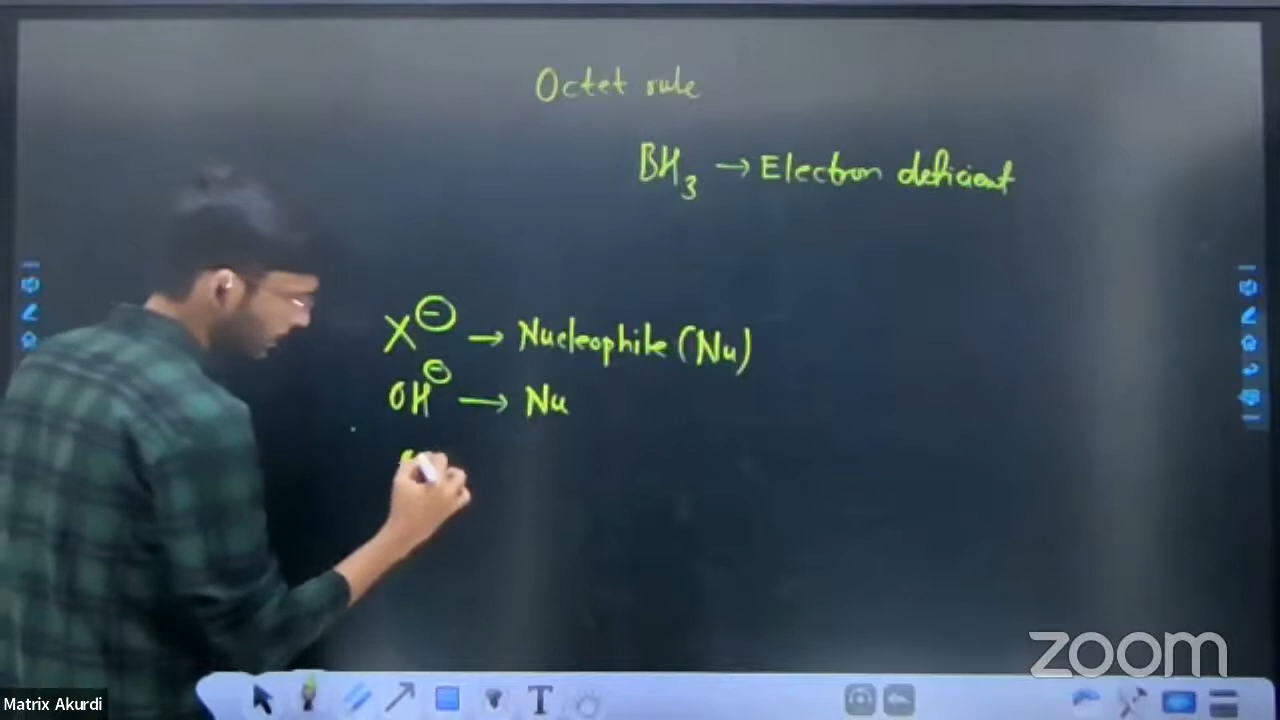 Octet rule
BH3 → Electron deficient
X⊖ → Nucleophile (Nu)
OH⊖ → Nu
T
zoom
Matrix Akurdi